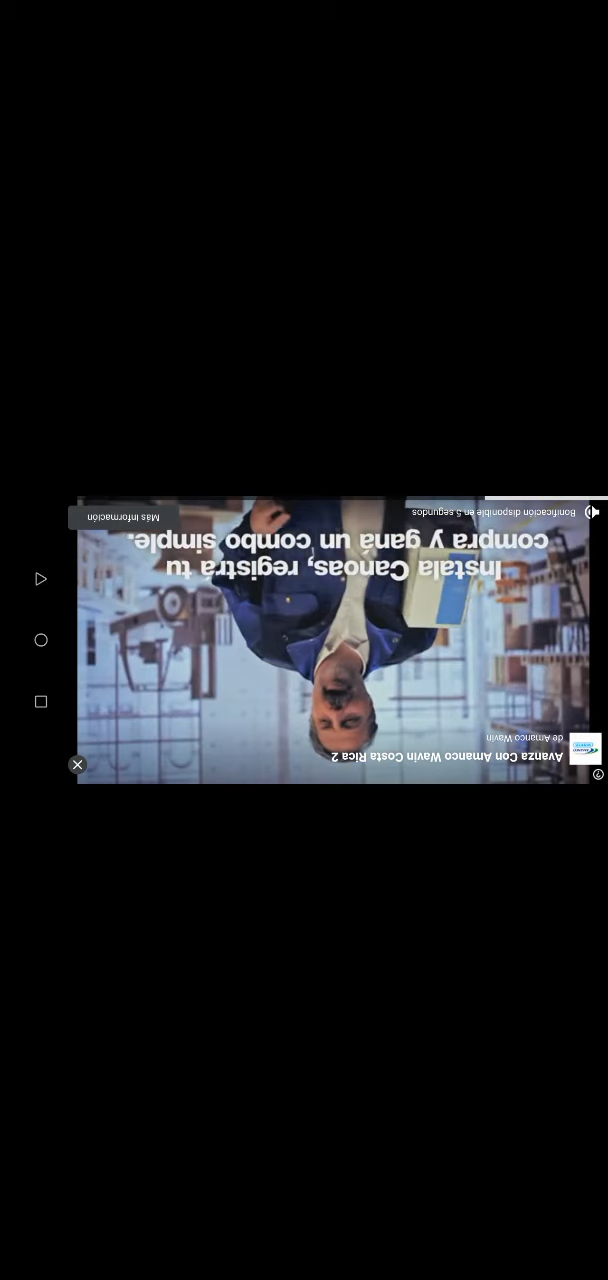 Avanza Con Amanco Wavin Costa Rica 2
de Amanco Wavin
Instala Canoas, registrá tu
compra y ganá un combo simple.
Bonificación disponible en 5 segundos
Más información